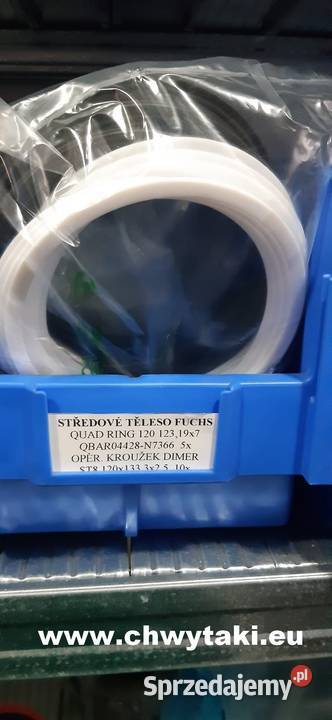 STŘEDOVÉ TĚLESO FUCHS
QUAD RING 120 123,19x7
QBAR04428-N7366 5x
OPĚR. KROUŽEK DIMER
ST8 120x133,3x2,5 10x
www.chwytaki.eu
Sprzedajemy.pl